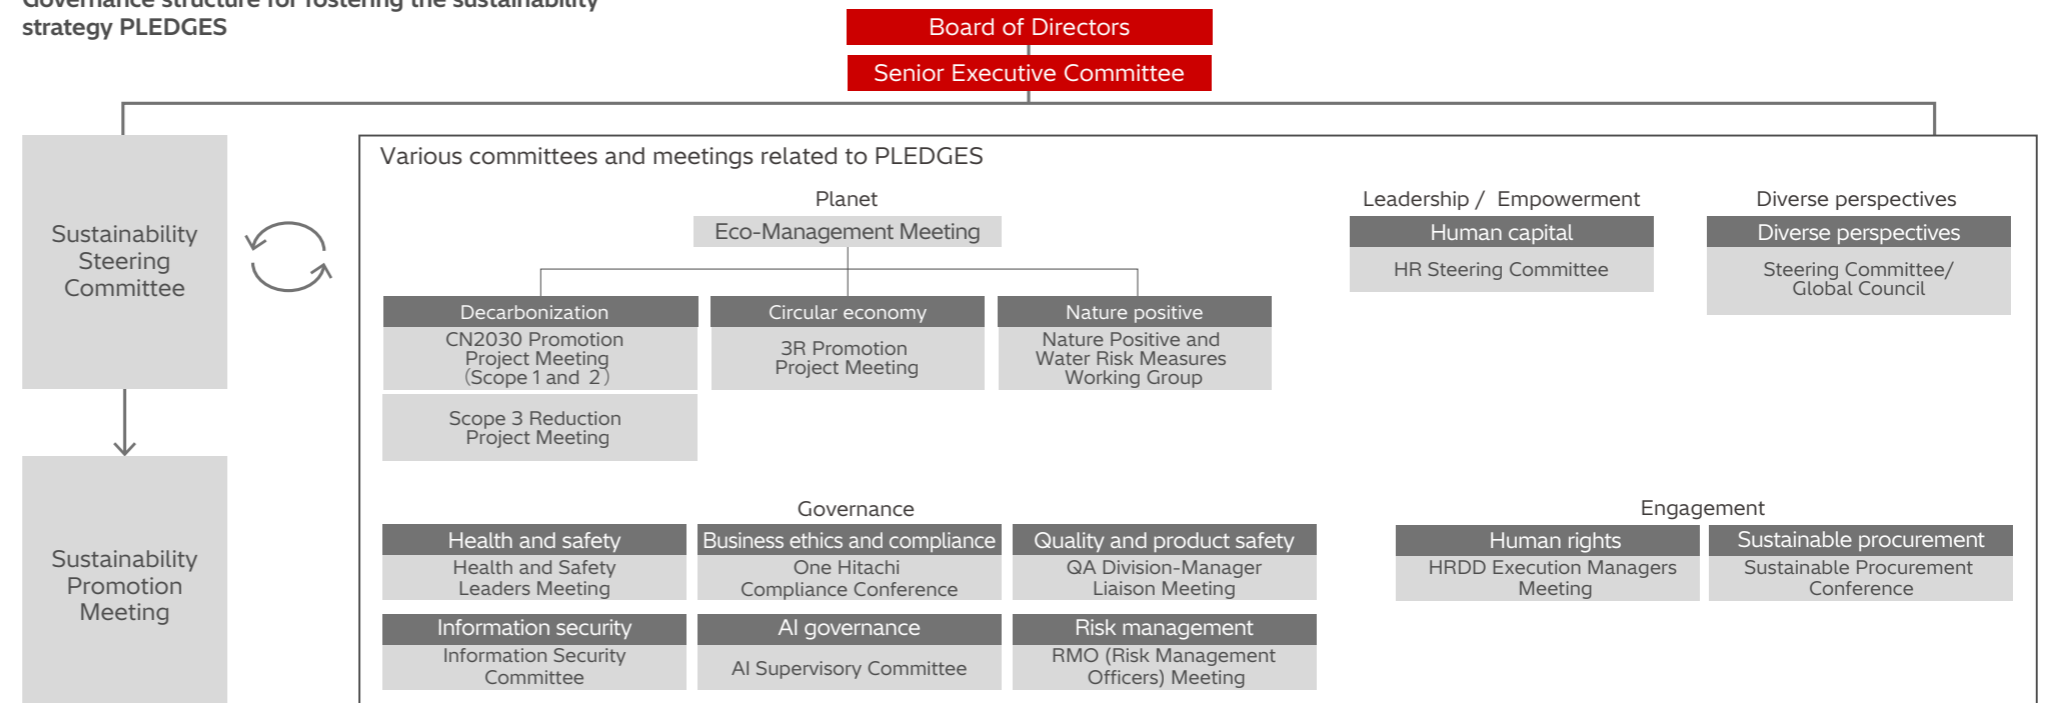 Governance structure for fostering the sustainability
strategy PLEDGES
Board of Directors
Senior Executive Committee
Sustainability
Steering
Committee
Sustainability
Promotion
Meeting
Various committees and meetings related to PLEDGES
Planet
Eco-Management Meeting
Decarbonization
CN2030 Promotion
Project Meeting
(Scope 1 and 2)
Scope 3 Reduction
Project Meeting
Circular economy
3R Promotion
Project Meeting
Nature positive
Nature Positive and
Water Risk Measures
Working Group
Leadership / Empowerment
Human capital
HR Steering Committee
Diverse perspectives
Diverse perspectives
Steering Committee/
Global Council
Governance
Health and safety
Health and Safety
Leaders Meeting
Business ethics and compliance
One Hitachi
Compliance Conference
Quality and product safety
QA Division-Manager
Liaison Meeting
Information security
Information Security
Committee
AI governance
AI Supervisory Committee
Risk management
RMO (Risk Management
Officers) Meeting
Engagement
Human rights
HRDD Execution Managers
Meeting
Sustainable procurement
Sustainable Procurement
Conference